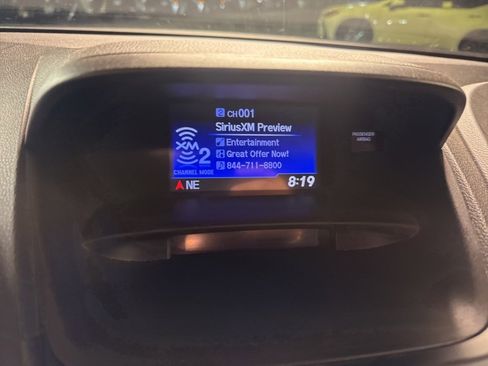 2 CH001
SiriusXM Preview
Entertainment
Great Offer Now!
844-711-8800
XM 2
CHANNEL MODE
NE 8:19
PASSENGER
AIRBAG